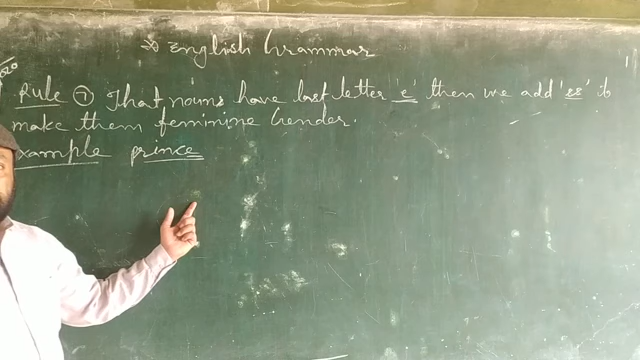 English Grammar
Rule ① That nouns have last letter 'e' then we add 'ss' to
make them feminine Gender.
Example prince